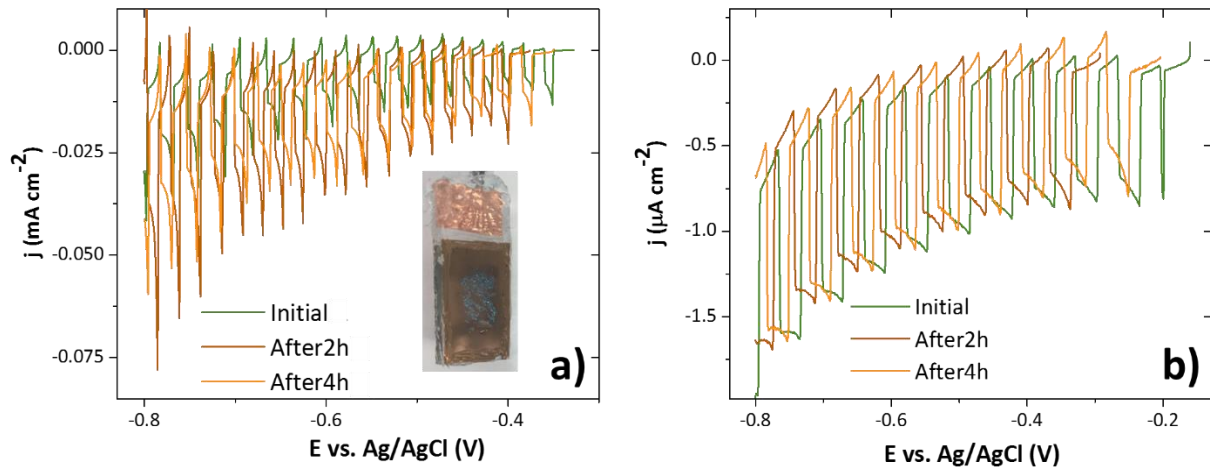 0.000
-0.025
-0.050
-0.075
j (mA cm⁻²)
-0.8
-0.6
-0.4
E vs. Ag/AgCl (V)
Initial
After2h
After4h
a)
0.0
-0.5
-1.0
-1.5
j (μA cm⁻²)
-0.8
-0.6
-0.4
-0.2
E vs. Ag/AgCl (V)
Initial
After2h
After4h
b)